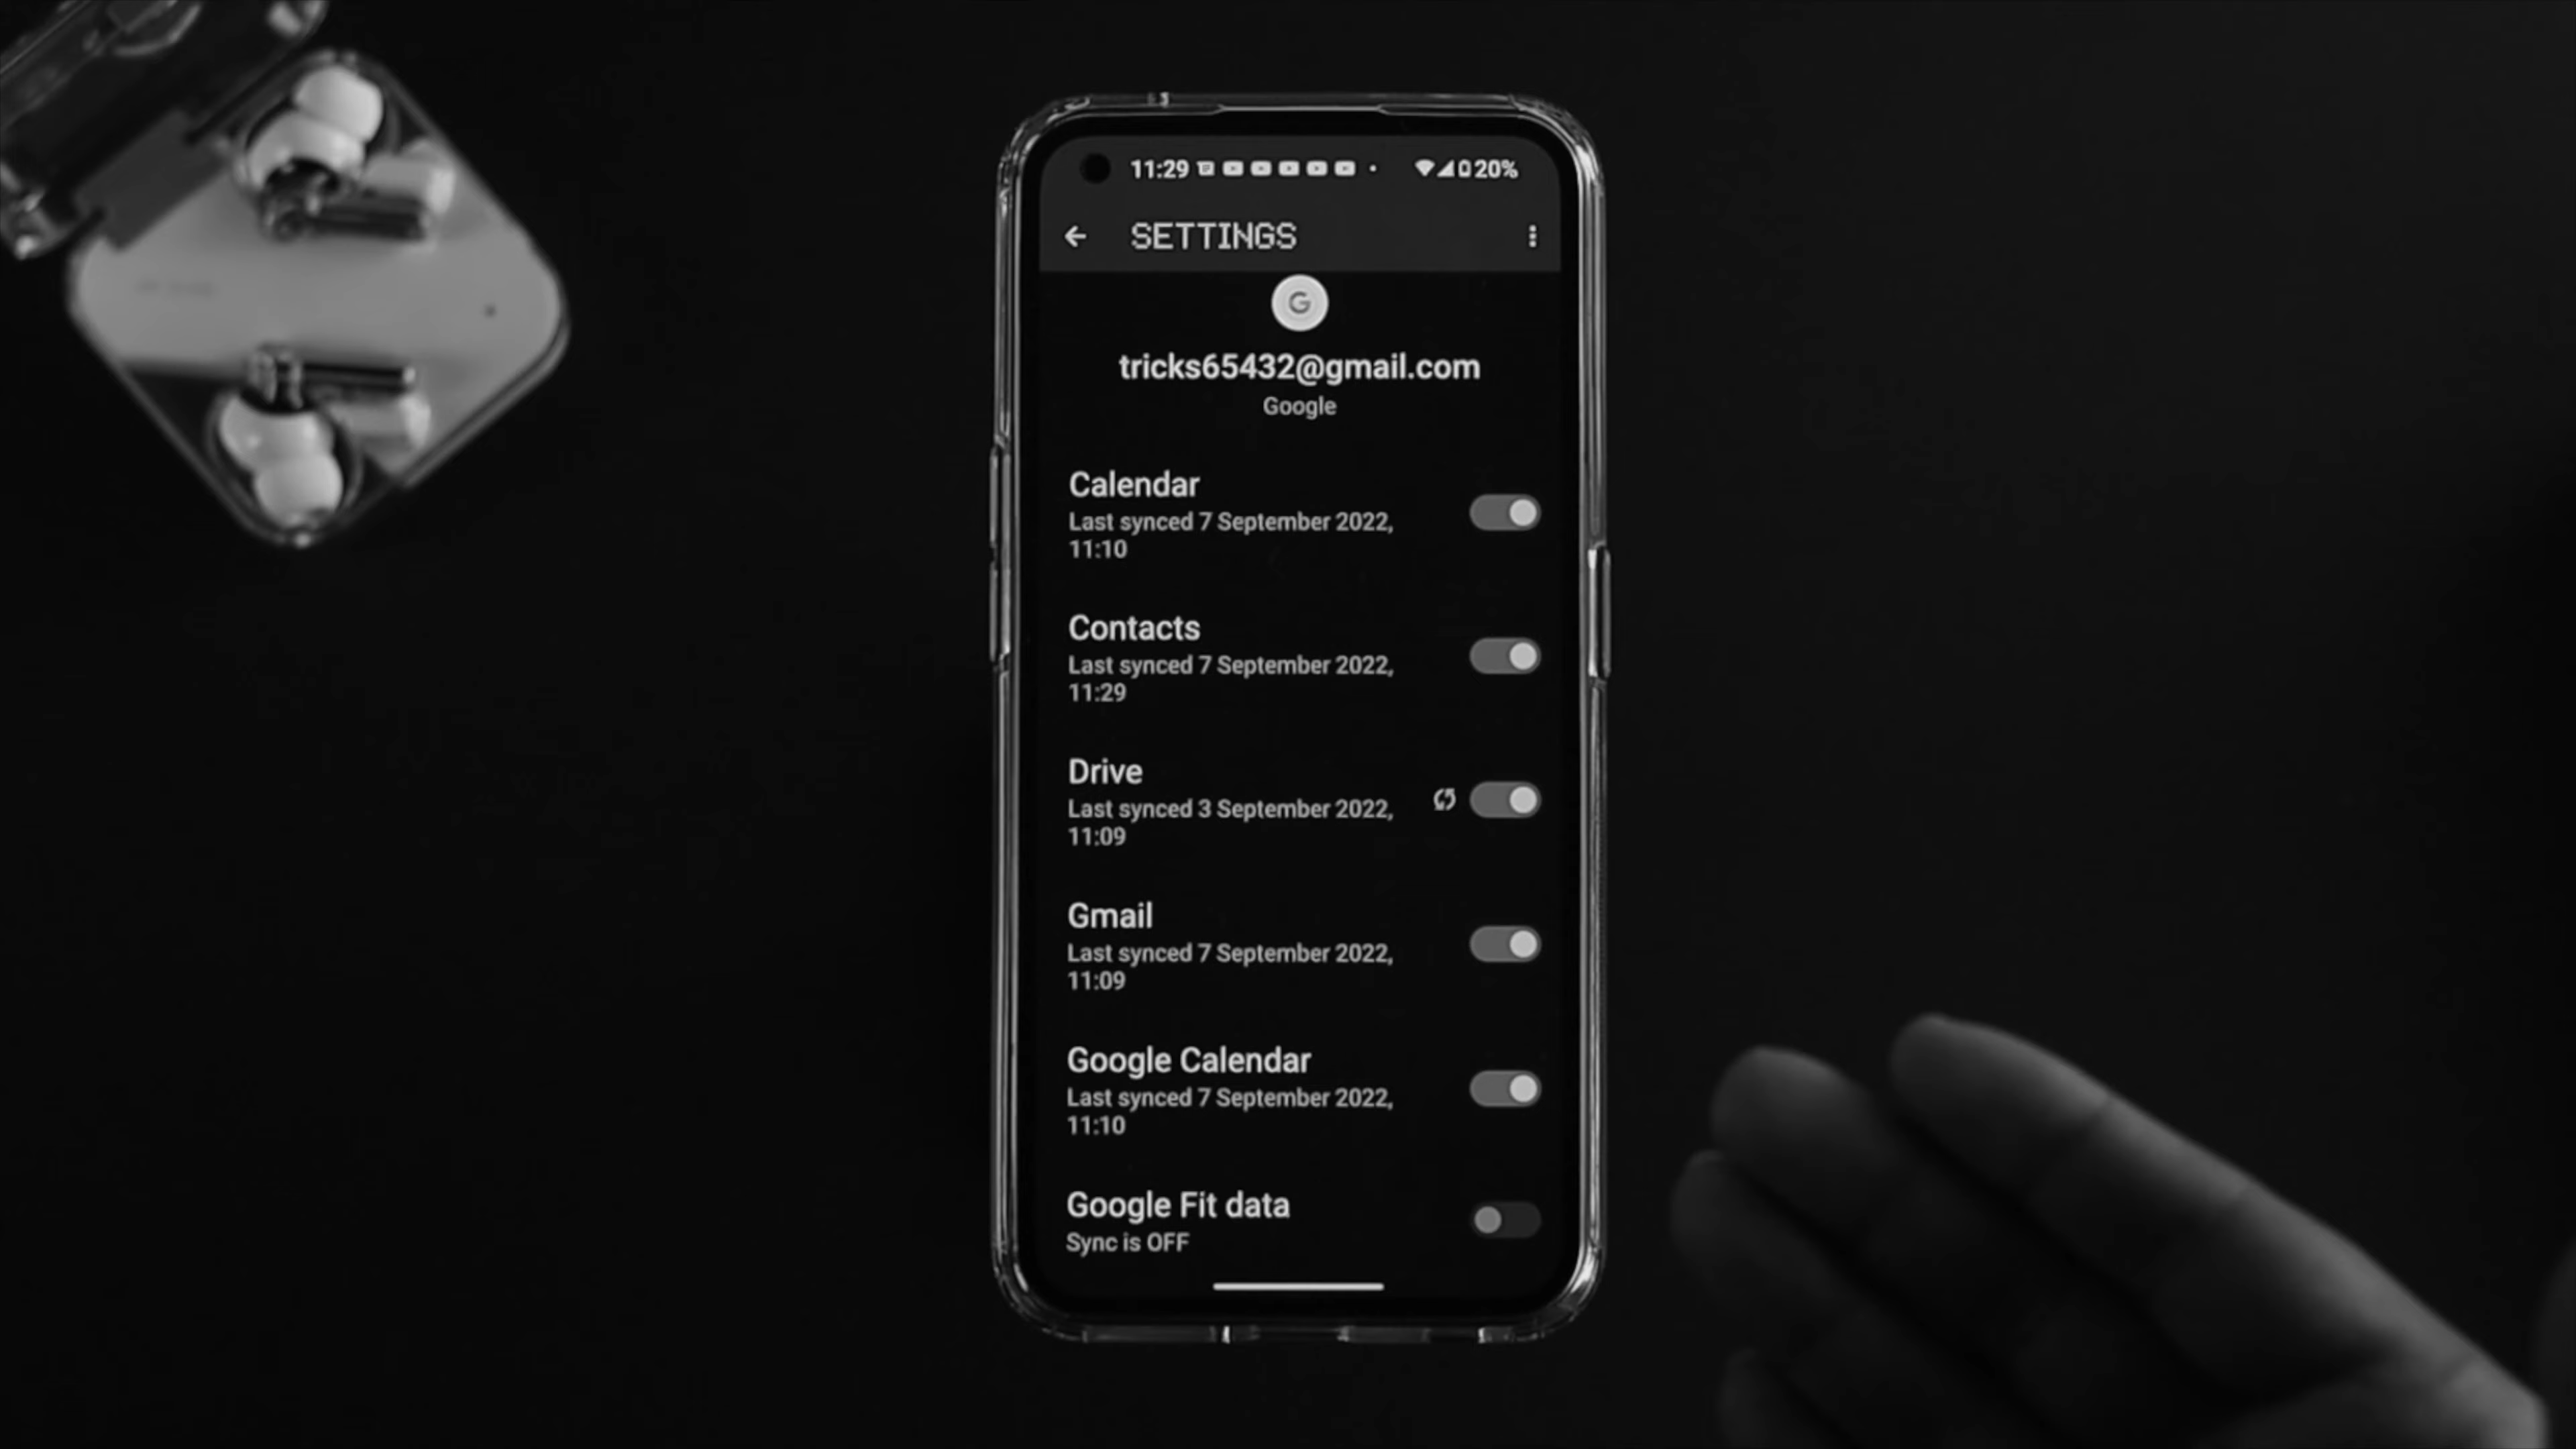 11:29 20%
SETTINGS
G
tricks65432@gmail.com
Google
Calendar
Last synced 7 September 2022,
11:10
Contacts
Last synced 7 September 2022,
11:29
Drive
Last synced 3 September 2022,
11:09
Gmail
Last synced 7 September 2022,
11:09
Google Calendar
Last synced 7 September 2022,
11:10
Google Fit data
Sync is OFF